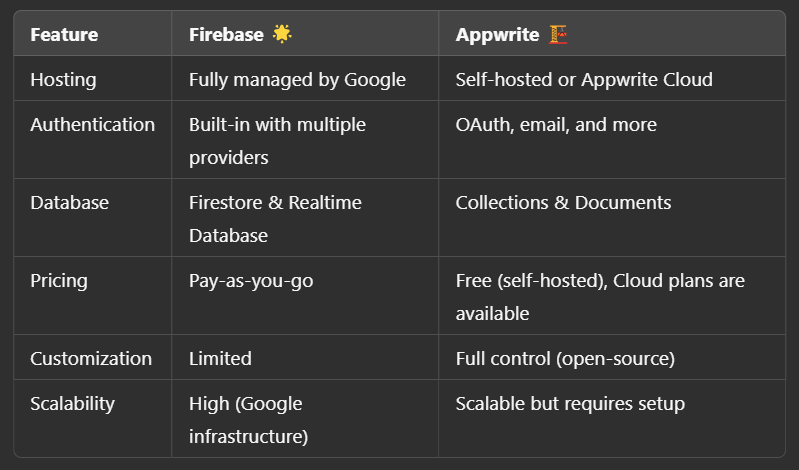 Feature Firebase 🌟 Appwrite 🏗️
Hosting Fully managed by Google Self-hosted or Appwrite Cloud
Authentication Built-in with multiple OAuth, email, and more
providers
Database Firestore & Realtime Collections & Documents
Database
Pricing Pay-as-you-go Free (self-hosted), Cloud plans are
available
Customization Limited Full control (open-source)
Scalability High (Google Scalable but requires setup
infrastructure)